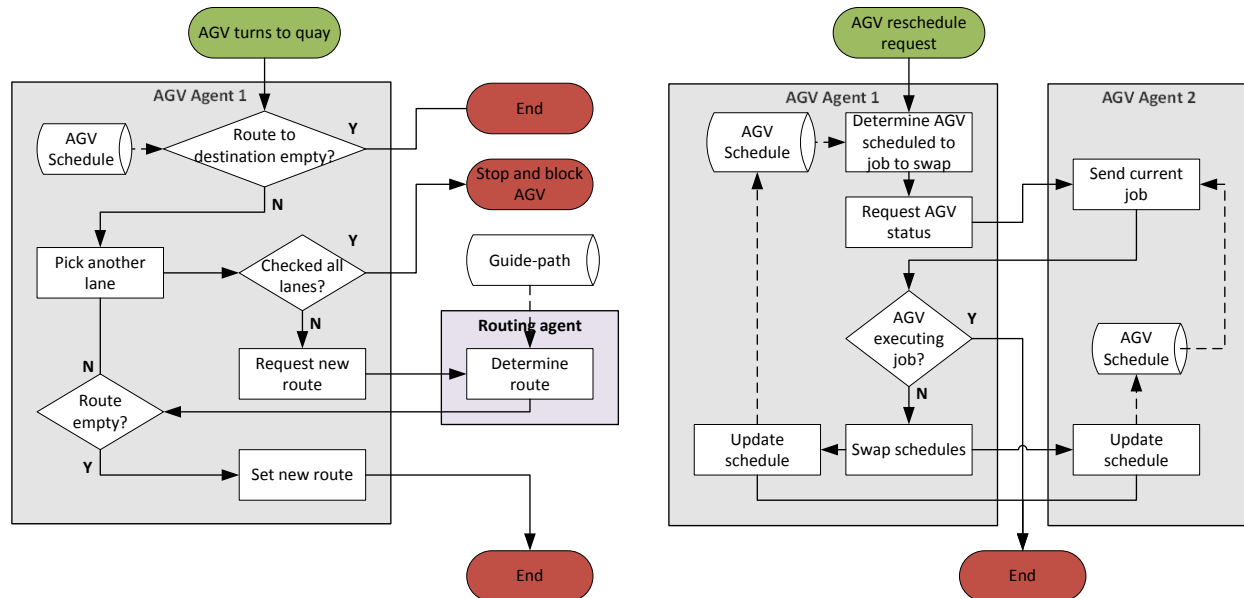 AGV turns to quay
AGV Agent 1
AGV
Schedule
Route to
destination empty?
Y
End
N
Stop and block
AGV
Pick another
lane
Checked all
lanes?
Y
Guide-path
N
Routing agent
Request new
route
Determine
route
N
Route
empty?
Y
Set new route
End
AGV reschedule
request
AGV Agent 1
AGV Agent 2
AGV
Schedule
Determine AGV
scheduled to
job to swap
Request AGV
status
Send current
job
AGV
executing
job?
Y
N
AGV
Schedule
Update
schedule
Swap schedules
Update
schedule
End